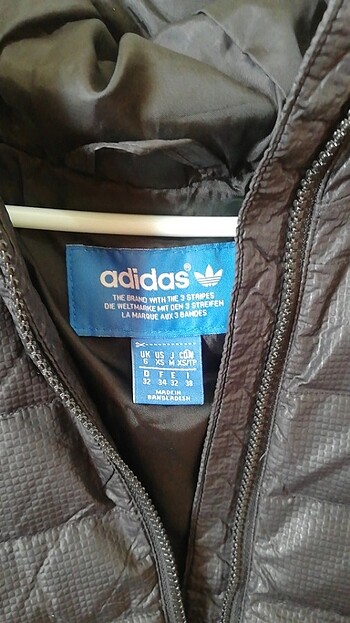 adidas®
THE BRAND WITH THE 3 STRIPES
DIE WELTMARKE MIT DEN 3 STREIFEN
LA MARQUE AUX 3 BANDES
UK US J CDN
6 XS M XS/TP
D F E I
32 34 32 38
MADE IN
BANGLADESH